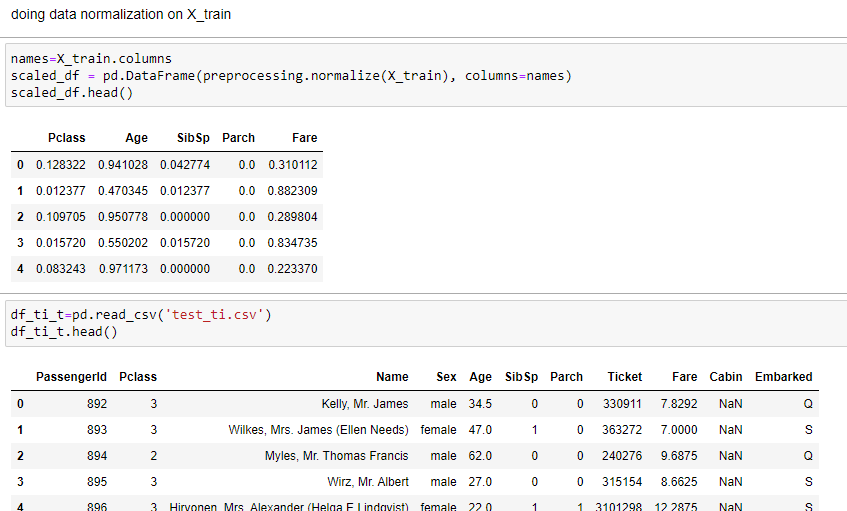 doing data normalization on X_train
names=X_train.columns
scaled_df = pd.DataFrame(preprocessing.normalize(X_train), columns=names)
scaled_df.head()
Pclass Age SibSp Parch Fare
0 0.128322 0.941028 0.042774 0.0 0.310112
1 0.012377 0.470345 0.012377 0.0 0.882309
2 0.109705 0.950778 0.000000 0.0 0.289804
3 0.015720 0.550202 0.015720 0.0 0.834735
4 0.083243 0.971173 0.000000 0.0 0.223370
df_ti_t=pd.read_csv('test_ti.csv')
df_ti_t.head()
PassengerId Pclass Name Sex Age SibSp Parch Ticket Fare Cabin Embarked
0 892 3 Kelly, Mr. James male 34.5 0 0 330911 7.8292 NaN Q
1 893 3 Wilkes, Mrs. James (Ellen Needs) female 47.0 1 0 363272 7.0000 NaN S
2 894 2 Myles, Mr. Thomas Francis male 62.0 0 0 240276 9.6875 NaN Q
3 895 3 Wirz, Mr. Albert male 27.0 0 0 315154 8.6625 NaN S
4 896 3 Hirvonen, Mrs. Alexander (Helga E Lindqvist) female 22.0 1 1 3101298 12.2875 NaN S